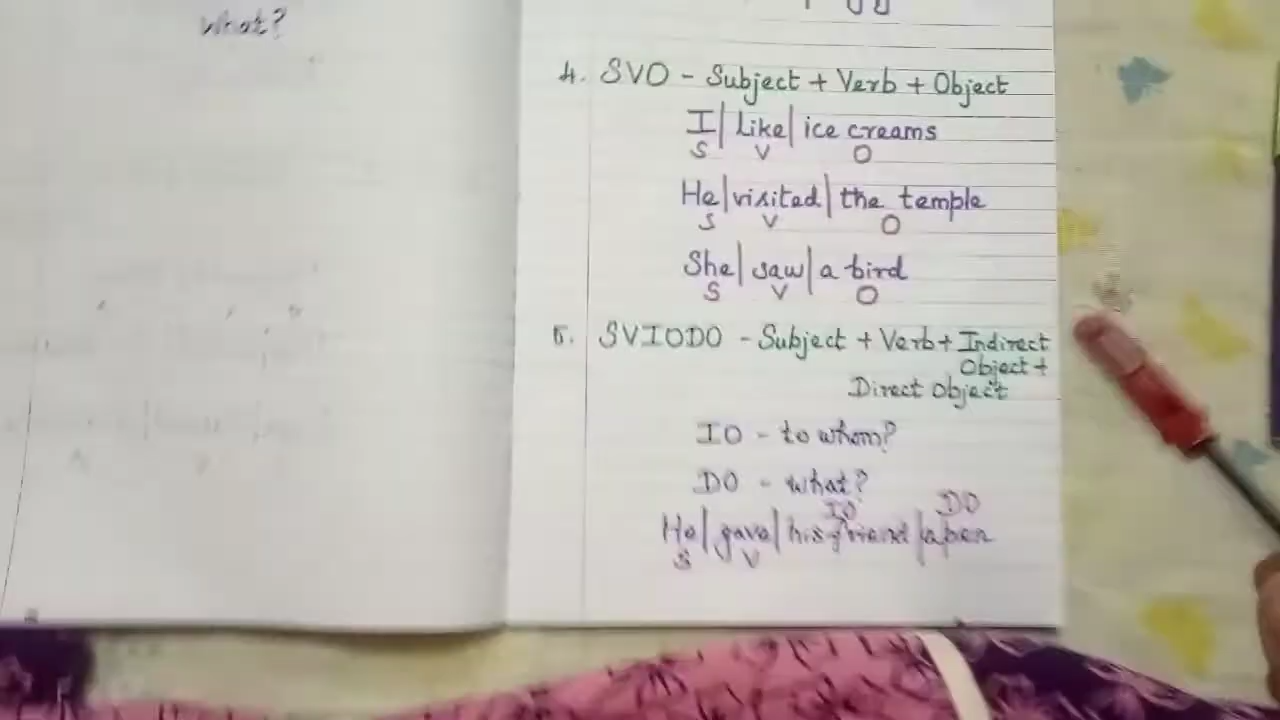 What?
4. SVO - Subject + Verb + Object
I | like | ice creams
S V O
He | visited | the temple
S V O
She | saw | a bird
S V O
5. SVIODO - Subject + Verb + Indirect
Object +
Direct Object
IO - to whom?
DO - what?
IO DO
He | gave | his friend | a pen
S V